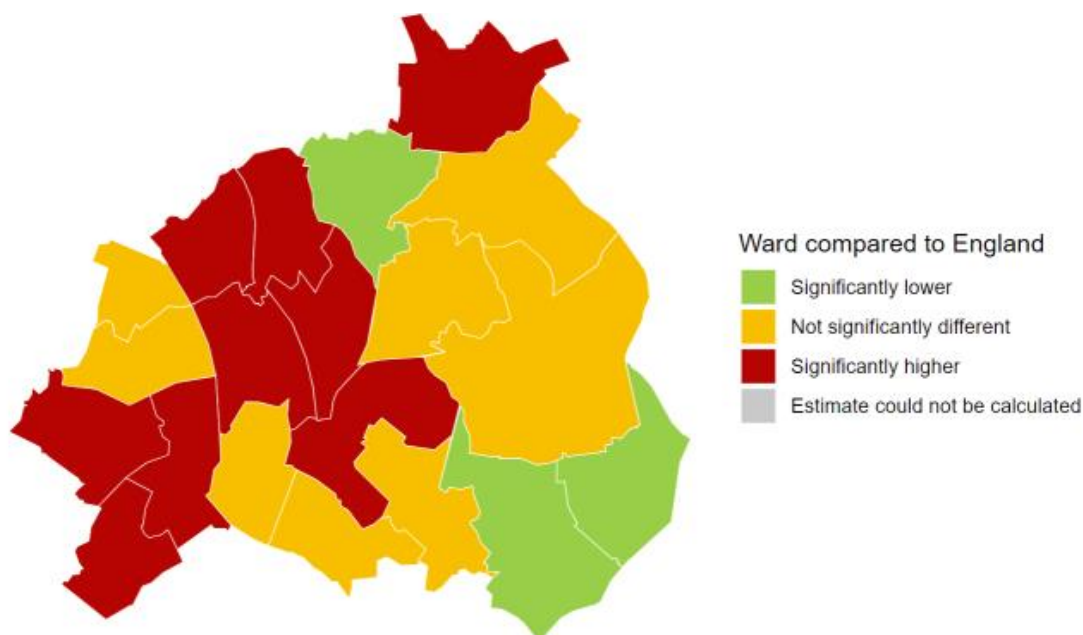 Ward compared to England
Significantly lower
Not significantly different
Significantly higher
Estimate could not be calculated